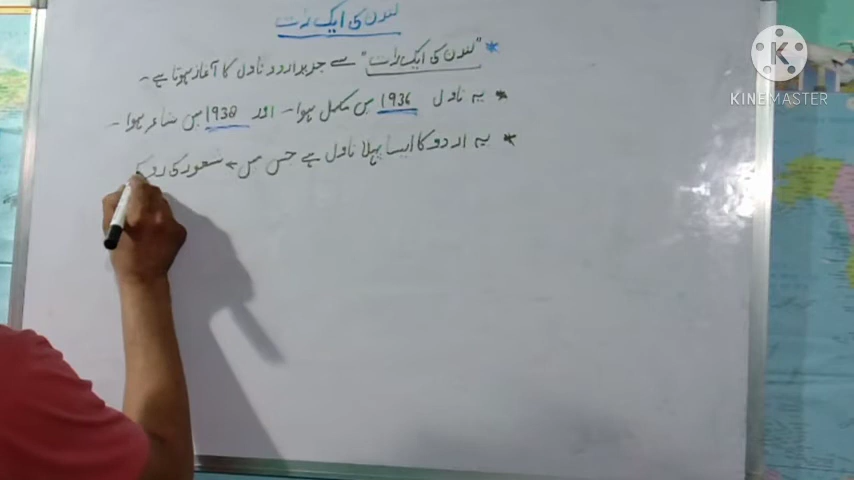 لندن کی ایک رات
* "لندن کی ایک رات" سے جدید اردو ناول کا آغاز ہوتا ہے ـ
* یہ ناول 1936 میں مکمل ہوا ـ اور 1938 میں شائع ہوا ـ
* یہ اردو کا ایسا پہلا ناول ہے جس میں شعور کی رو کی
KINEMASTER